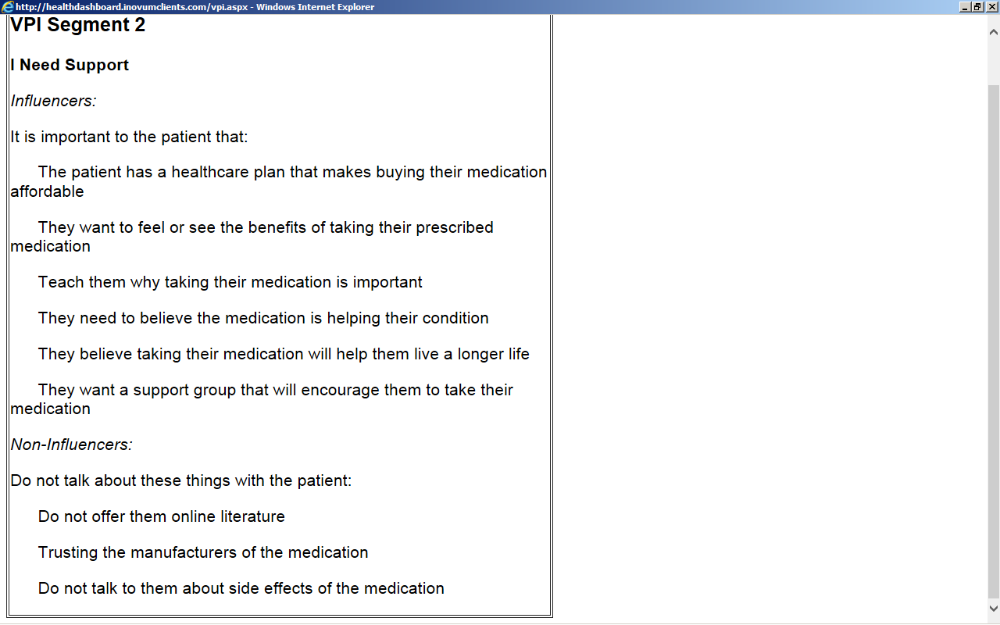 http://healthdashboard.inovumclients.com/vpi.aspx - Windows Internet Explorer
VPI Segment 2
I Need Support
Influencers:
It is important to the patient that:
The patient has a healthcare plan that makes buying their medication
affordable
They want to feel or see the benefits of taking their prescribed
medication
Teach them why taking their medication is important
They need to believe the medication is helping their condition
They believe taking their medication will help them live a longer life
They want a support group that will encourage them to take their
medication
Non-Influencers:
Do not talk about these things with the patient:
Do not offer them online literature
Trusting the manufacturers of the medication
Do not talk to them about side effects of the medication